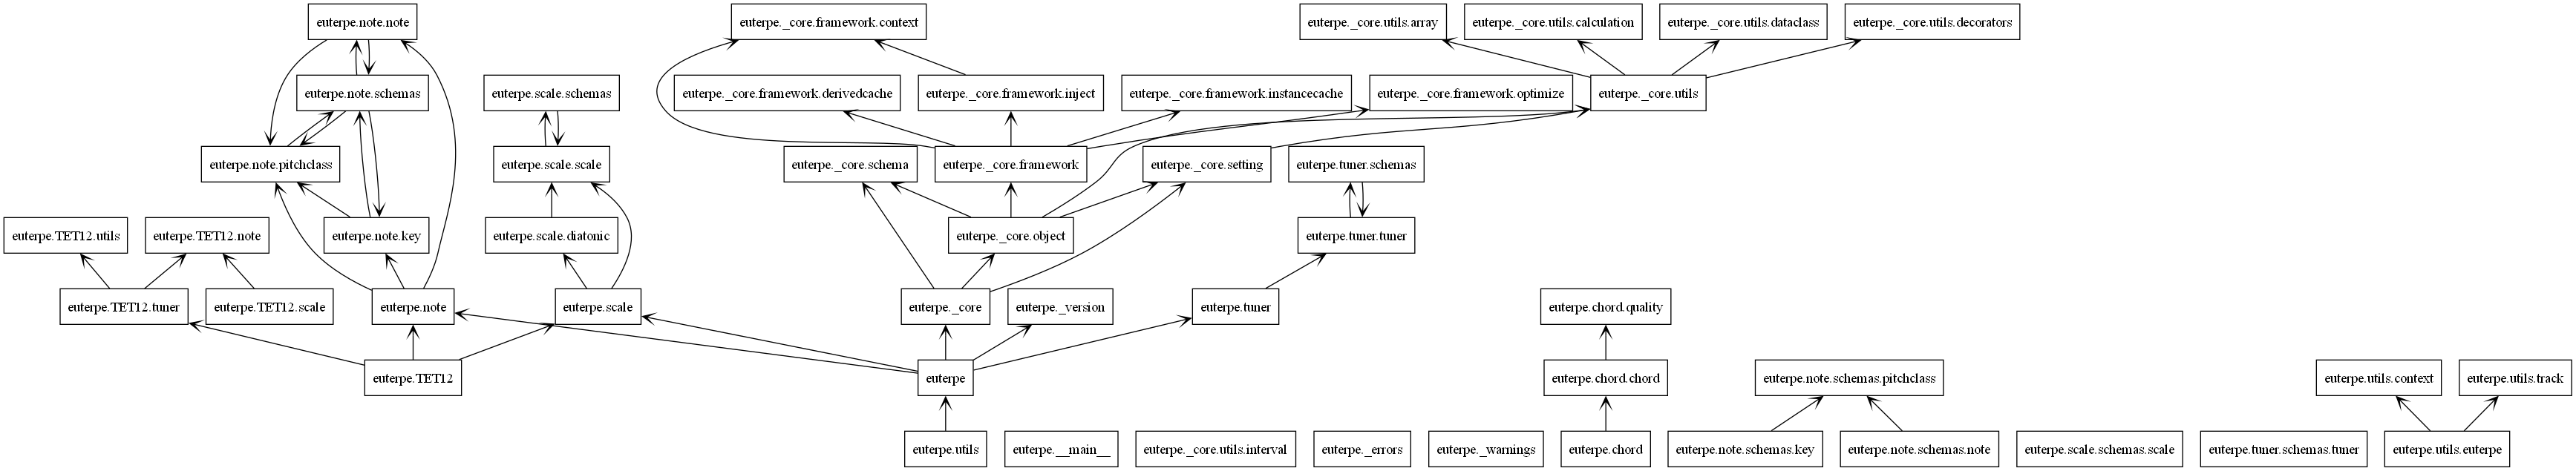 euterpe.note.note
euterpe._core.framework.context
euterpe._core.utils.array
euterpe._core.utils.calculation
euterpe._core.utils.dataclass
euterpe._core.utils.decorators
euterpe.note.schemas
euterpe.scale.schemas
euterpe._core.framework.derivedcache
euterpe._core.framework.inject
euterpe._core.framework.instancecache
euterpe._core.framework.optimize
euterpe._core.utils
euterpe.note.pitchclass
euterpe.scale.scale
euterpe._core.schema
euterpe._core.framework
euterpe._core.setting
euterpe.tuner.schemas
euterpe.TET12.utils
euterpe.TET12.note
euterpe.note.key
euterpe.scale.diatonic
euterpe._core.object
euterpe.tuner.tuner
euterpe.TET12.tuner
euterpe.TET12.scale
euterpe.note
euterpe.scale
euterpe._core
euterpe._version
euterpe.tuner
euterpe.chord.quality
euterpe.TET12
euterpe
euterpe.chord.chord
euterpe.note.schemas.pitchclass
euterpe.utils.context
euterpe.utils.track
euterpe.utils
euterpe.__main__
euterpe._core.utils.interval
euterpe._errors
euterpe._warnings
euterpe.chord
euterpe.note.schemas.key
euterpe.note.schemas.note
euterpe.scale.schemas.scale
euterpe.tuner.schemas.tuner
euterpe.utils.euterpe